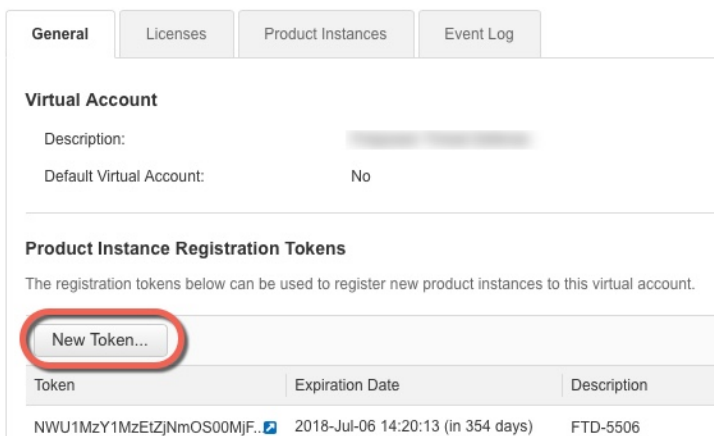 General Licenses Product Instances Event Log
Virtual Account
Description:
Default Virtual Account: No
Product Instance Registration Tokens
The registration tokens below can be used to register new product instances to this virtual account.
New Token...
Token Expiration Date Description
NWU1MzY1MzEtZjNmOS00MjF.. 2018-Jul-06 14:20:13 (in 354 days) FTD-5506